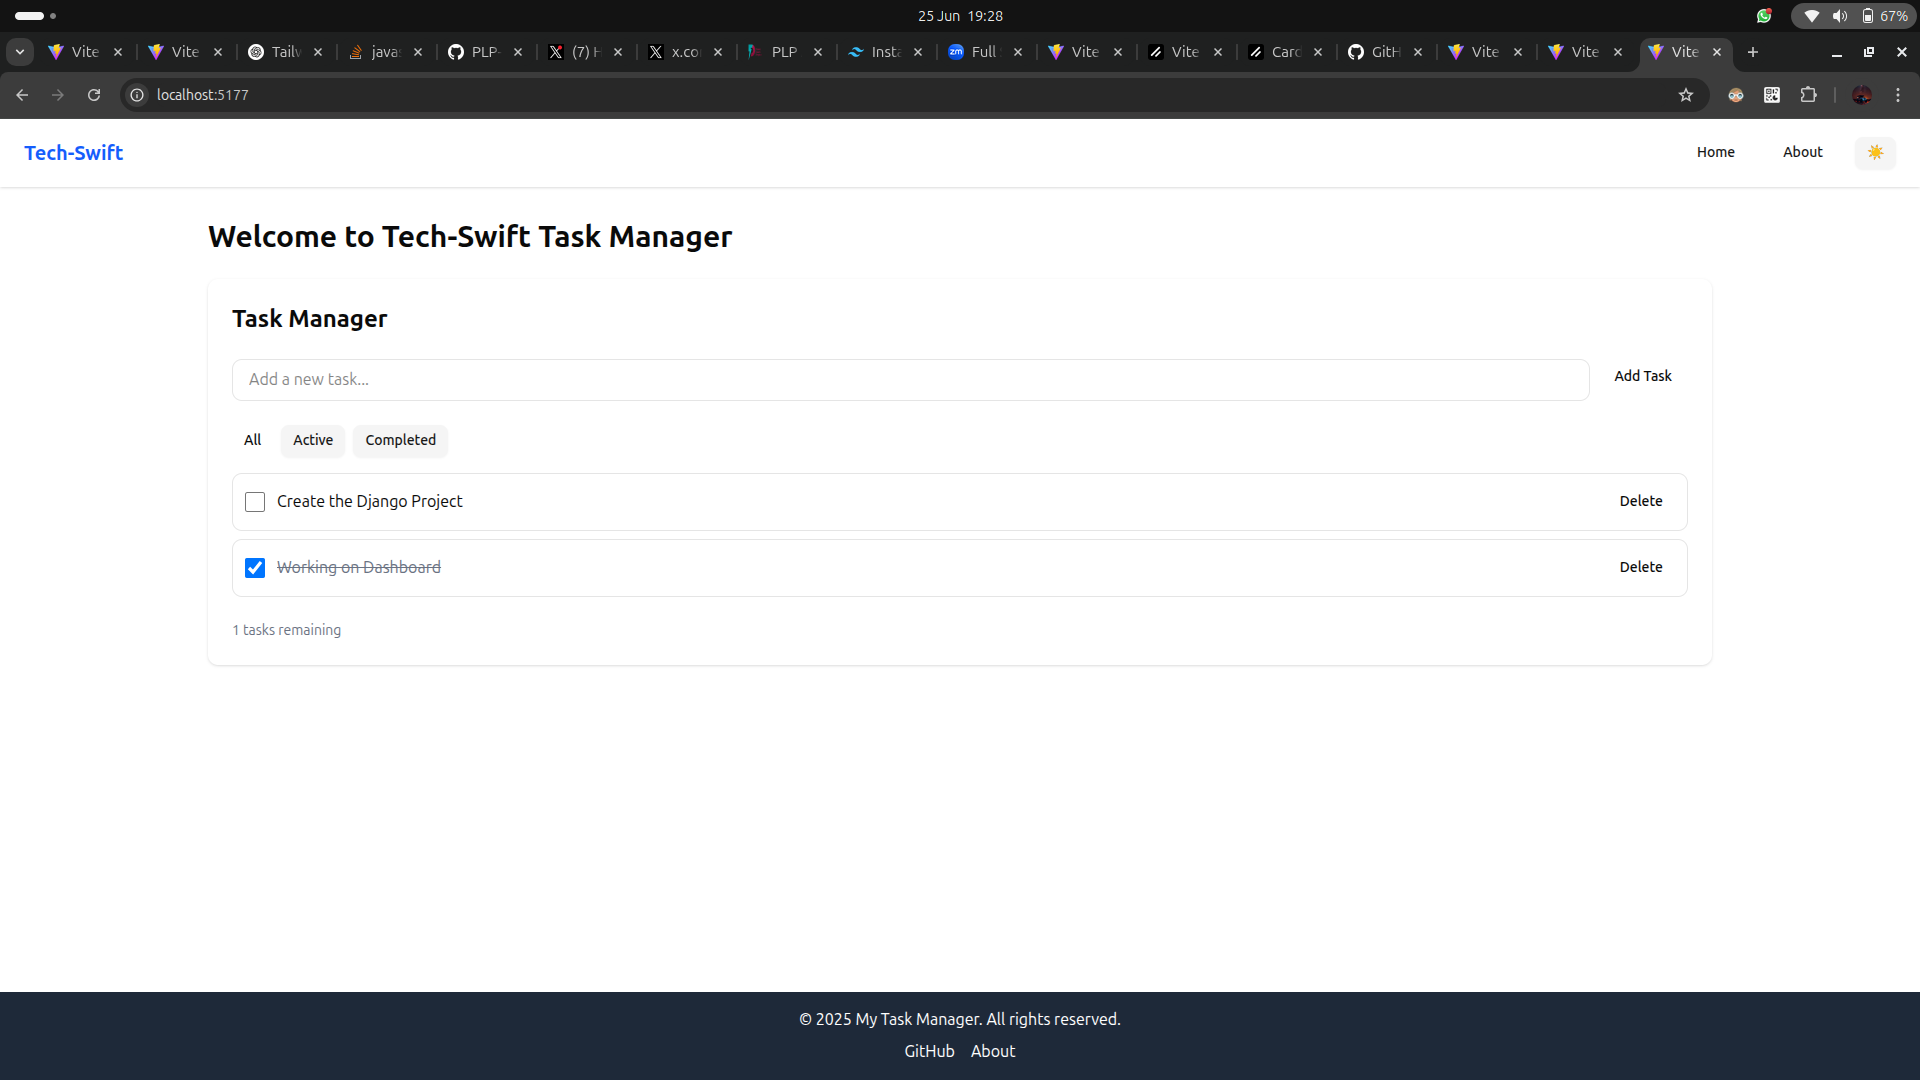 25 Jun 19:28
67%
Vite
Vite
Tailw
javas
PLP-
(7) H
x.co
PLP
Insta
zm
Full S
Vite
Vite
Card
GitH
Vite
Vite
Vite
localhost:5177
Tech-Swift
Home
About
Welcome to Tech-Swift Task Manager
Task Manager
Add a new task...
Add Task
All
Active
Completed
Create the Django Project
Delete
Working on Dashboard
Delete
1 tasks remaining
© 2025 My Task Manager. All rights reserved.
GitHub
About